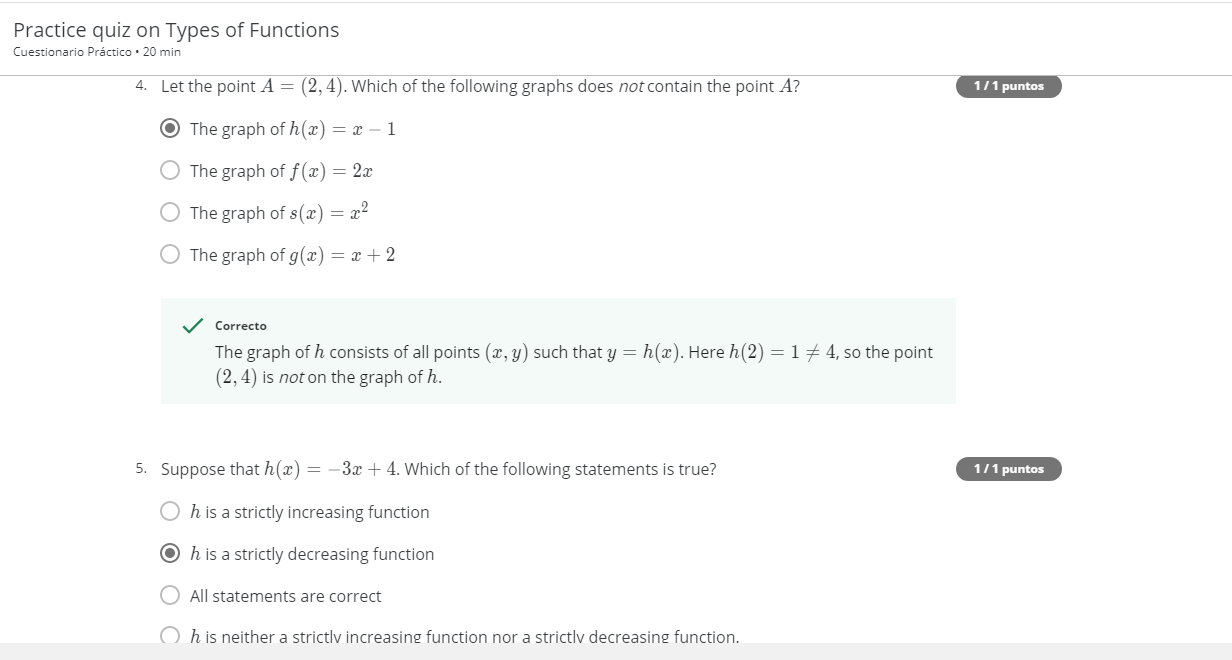 Practice quiz on Types of Functions
Cuestionario Práctico • 20 min
4. Let the point A = (2, 4). Which of the following graphs does not contain the point A?
1 / 1 puntos
The graph of h(x) = x − 1
The graph of f(x) = 2x
The graph of s(x) = x²
The graph of g(x) = x + 2
Correcto
The graph of h consists of all points (x, y) such that y = h(x). Here h(2) = 1 ≠ 4, so the point
(2, 4) is not on the graph of h.
5. Suppose that h(x) = −3x + 4. Which of the following statements is true?
1 / 1 puntos
h is a strictly increasing function
h is a strictly decreasing function
All statements are correct
h is neither a strictly increasing function nor a strictly decreasing function.